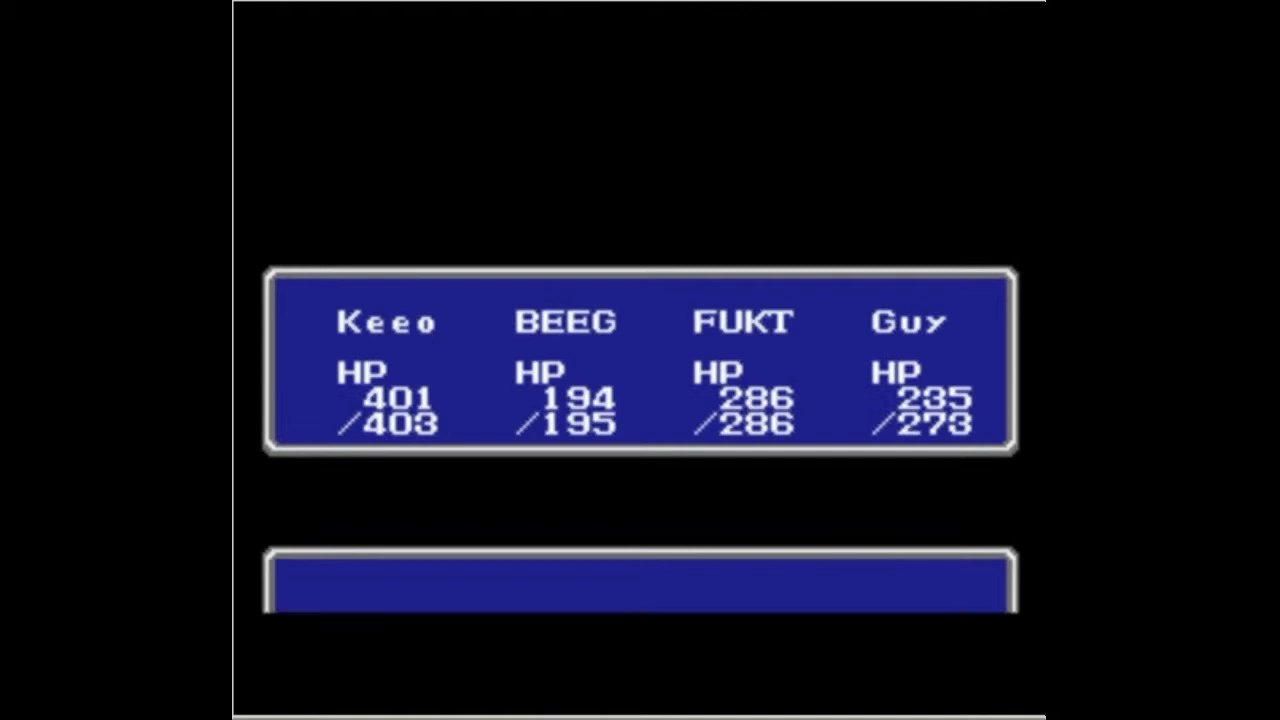 Keeo BEEG FUKT Guy
HP HP HP HP
401 194 286 235
/403 /195 /286 /273